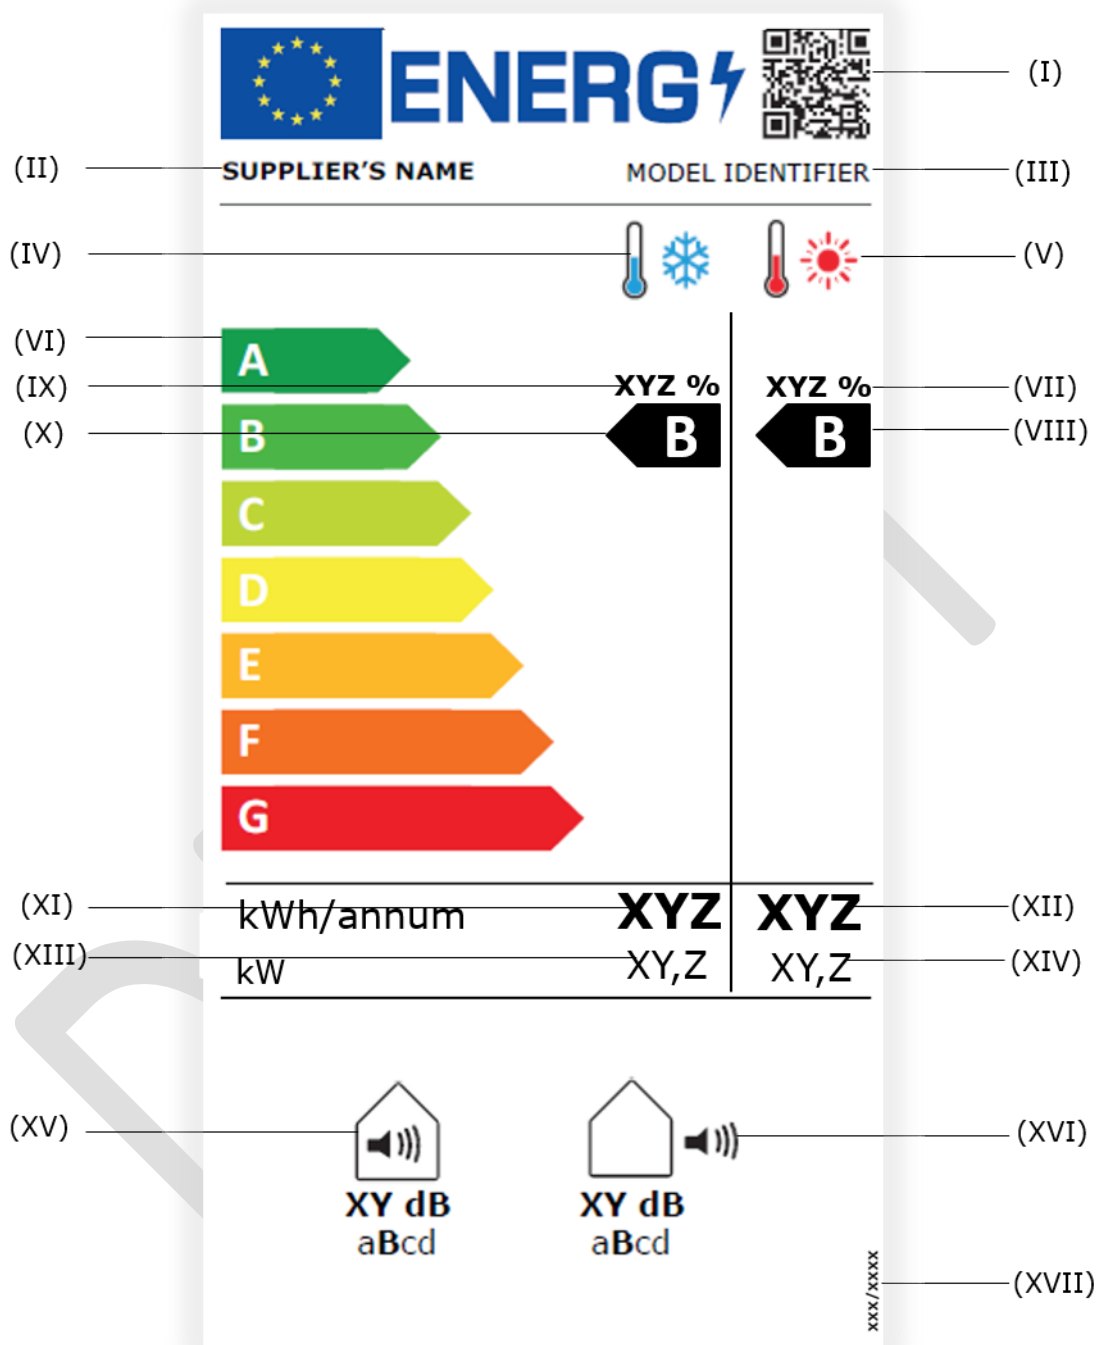 ENERG
(I)
(II)
SUPPLIER'S NAME
MODEL IDENTIFIER
(III)
(IV)
(V)
(VI)
A
(IX)
XYZ %
XYZ %
(VII)
(X)
B
B
B
(VIII)
C
D
E
F
G
(XI)
kWh/annum
XYZ
XYZ
(XII)
(XIII)
kW
XY,Z
XY,Z
(XIV)
(XV)
(XVI)
XY dB
XY dB
aBcd
aBcd
xxx/xxxx
(XVII)